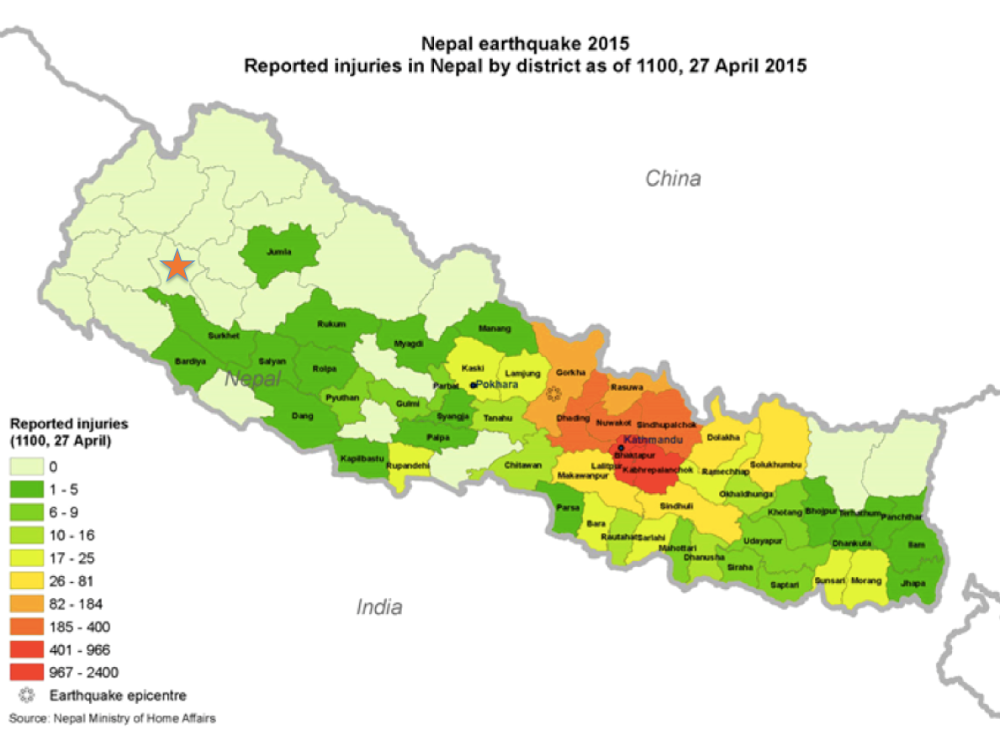 Nepal earthquake 2015
Reported injuries in Nepal by district as of 1100, 27 April 2015
China
Jumla
Rukum
Manang
Myagdi
Surkhet
Bardiya
Salyan
Rolpa
Nepal
Kaski
Lamjung
Gorkha
Parbat
Pokhara
Rasuwa
Pyuthan
Gulmi
Dang
Syangja
Tanahu
Dhading
Nuwakot
Sindhupalchok
Palpa
Kathmandu
Dolakha
Kapilbastu
Rupandehi
Chitawan
Bhaktapur
Lalitpur
Kabhrepalanchok
Makawanpur
Ramechhap
Solukhumbu
Okhaldhunga
Parsa
Sindhuli
Khotang
Bhojpur
Terhathum
Panchthar
Bara
Rautahat
Sarlahi
Mahottari
Dhanusha
Udayapur
Dhankuta
Ilam
Siraha
Saptari
Sunsari
Morang
Jhapa
India
Reported injuries
(1100, 27 April)
0
1 - 5
6 - 9
10 - 16
17 - 25
26 - 81
82 - 184
185 - 400
401 - 966
967 - 2400
Earthquake epicentre
Source: Nepal Ministry of Home Affairs